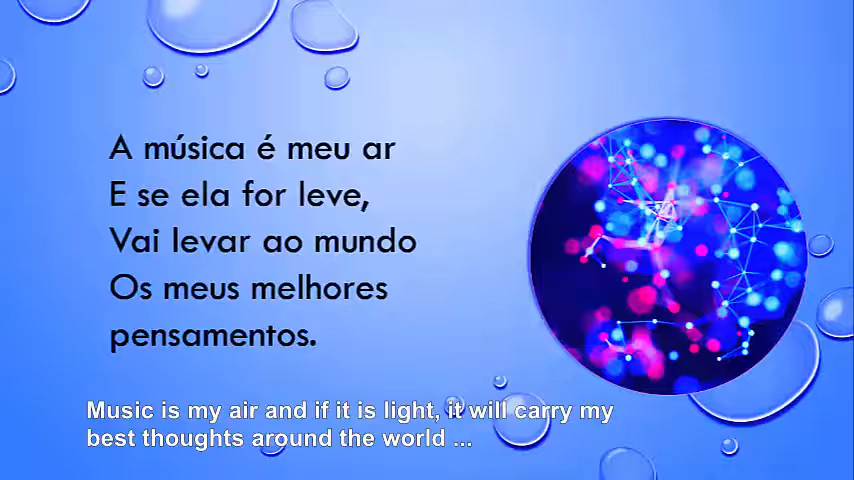 A música é meu ar
E se ela for leve,
Vai levar ao mundo
Os meus melhores
pensamentos.
Music is my air and if it is light, it will carry my
best thoughts around the world ...